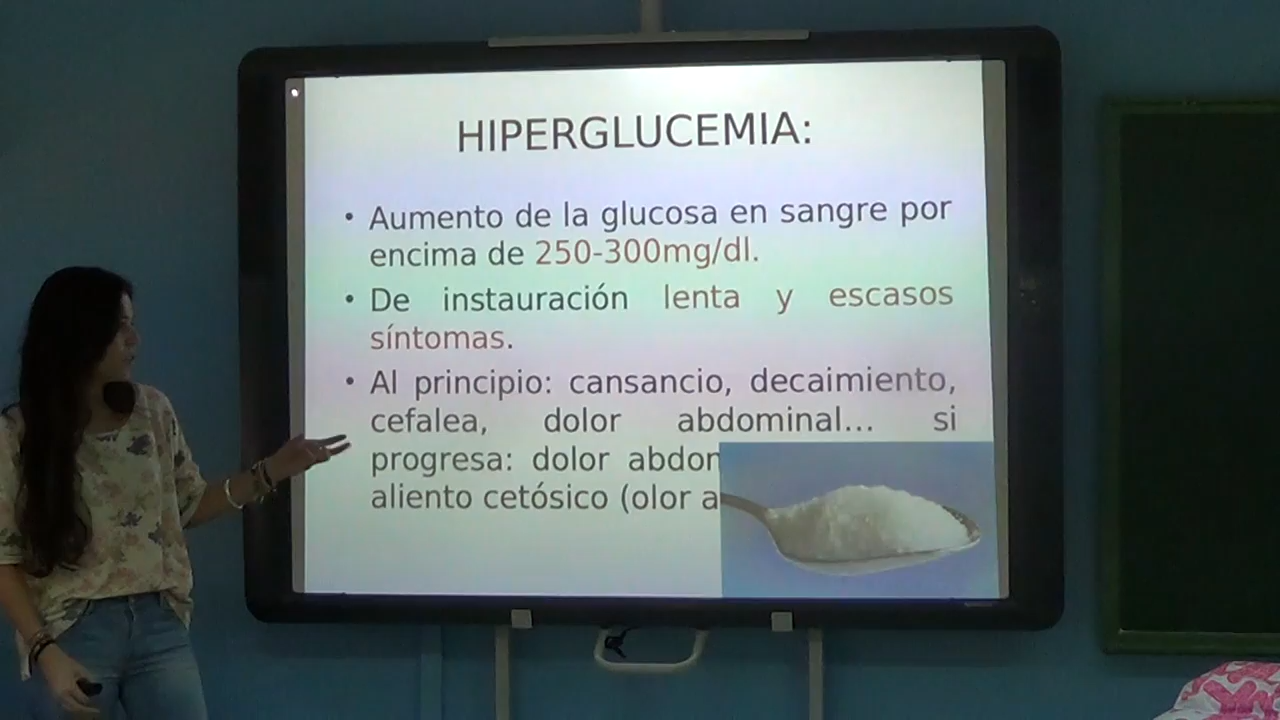 HIPERGLUCEMIA:
• Aumento de la glucosa en sangre por
encima de 250-300mg/dl.
• De instauración lenta y escasos
síntomas.
• Al principio: cansancio, decaimiento,
cefalea, dolor abdominal... si
progresa: dolor
aliento cetósico (olor a